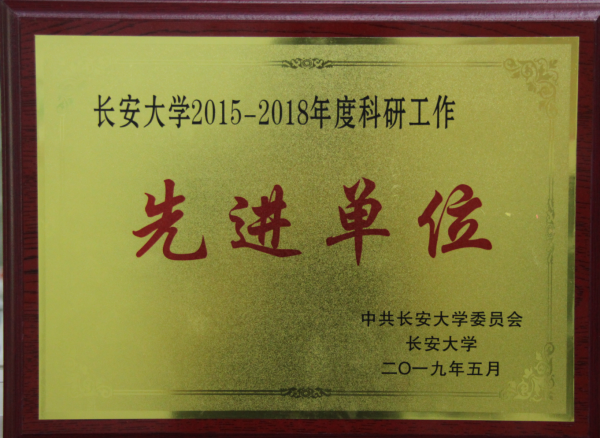 长安大学2015-2018年度科研工作
先进单位
中共长安大学委员会
长安大学
二〇一九年五月